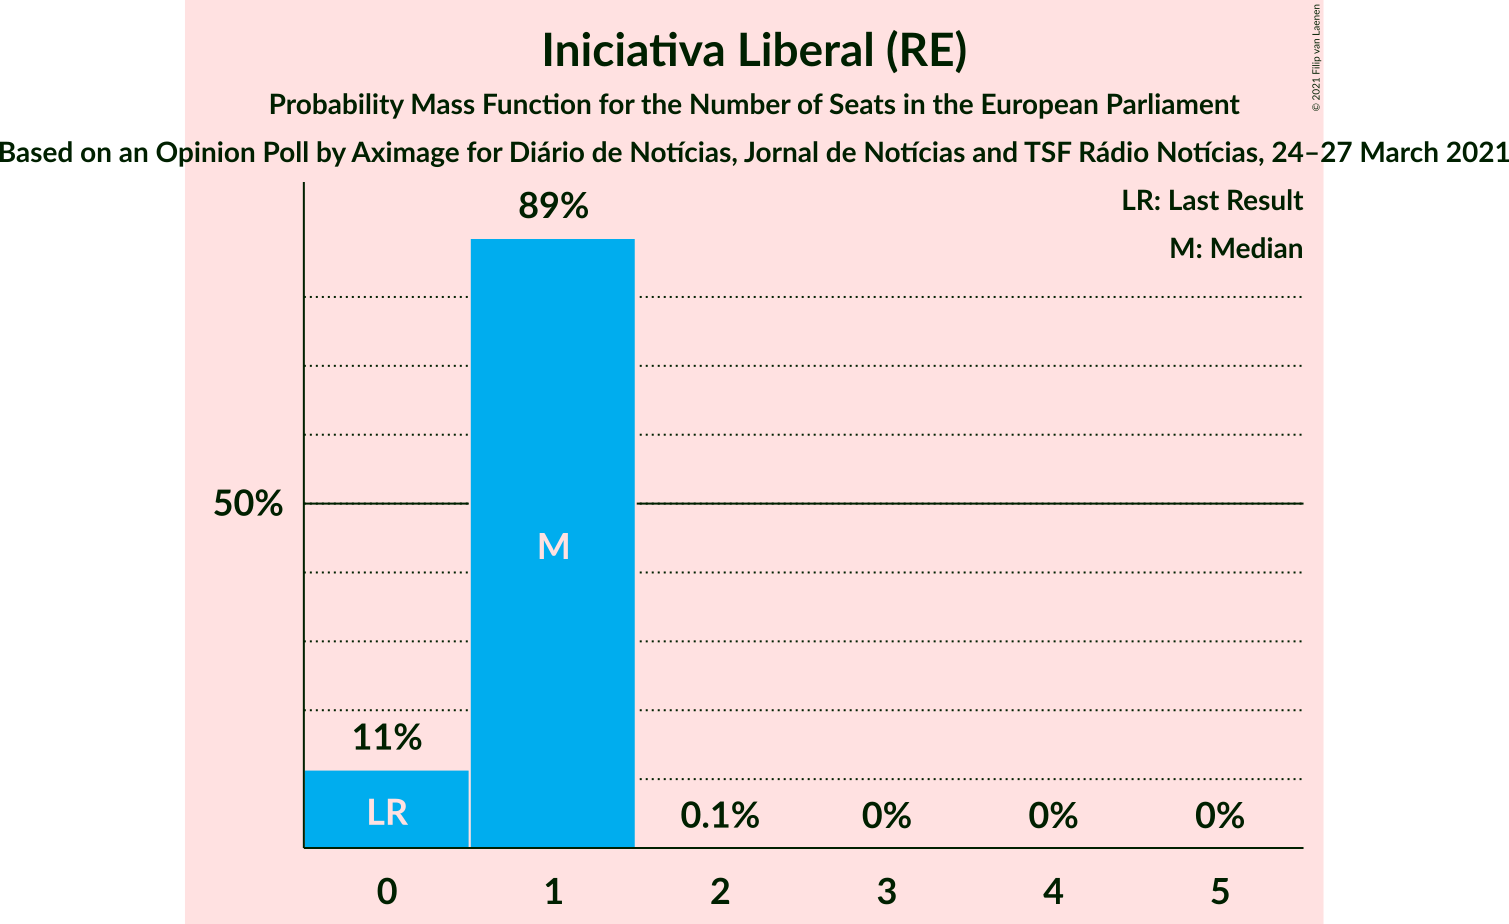 Iniciativa Liberal (RE)
Probability Mass Function for the Number of Seats in the European Parliament
Based on an Opinion Poll by Aximage for Diário de Notícias, Jornal de Notícias and TSF Rádio Notícias, 24–27 March 2021
© 2021 Filip van Laenen
LR: Last Result
M: Median
89%
50%
M
11%
LR
0.1%
0%
0%
0%
0
1
2
3
4
5